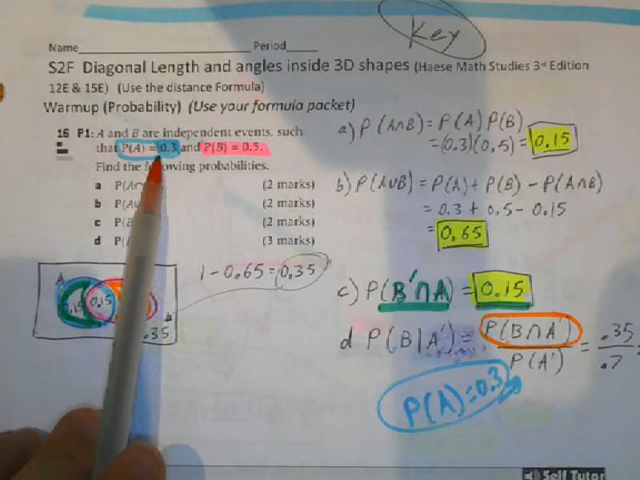 Key
Name Period
S2F Diagonal Length and angles inside 3D shapes (Haese Math Studies 3rd Edition
12E & 15E) (Use the distance Formula)
Warmup (Probability) (Use your formula packet)
16 P1: A and B are independent events, such
that P(A) = 0.3 and P(B) = 0.5.
Find the following probabilities.
a P(A∩ (2 marks)
b P(A∪ (2 marks)
c P(B (2 marks)
d P( (3 marks)
a) P(A∩B) = P(A) P(B)
= (0.3)(0.5) = 0.15
b) P(A∪B) = P(A) + P(B) - P(A∩B)
= 0.3 + 0.5 - 0.15
= 0.65
1 - 0.65 = 0.35
A
.15 0.15
.35
c) P(B'∩A) = 0.15
d P(B|A') = P(B∩A') / P(A') = .35 / .7 =
P(A) = 0.3
Self Tutor